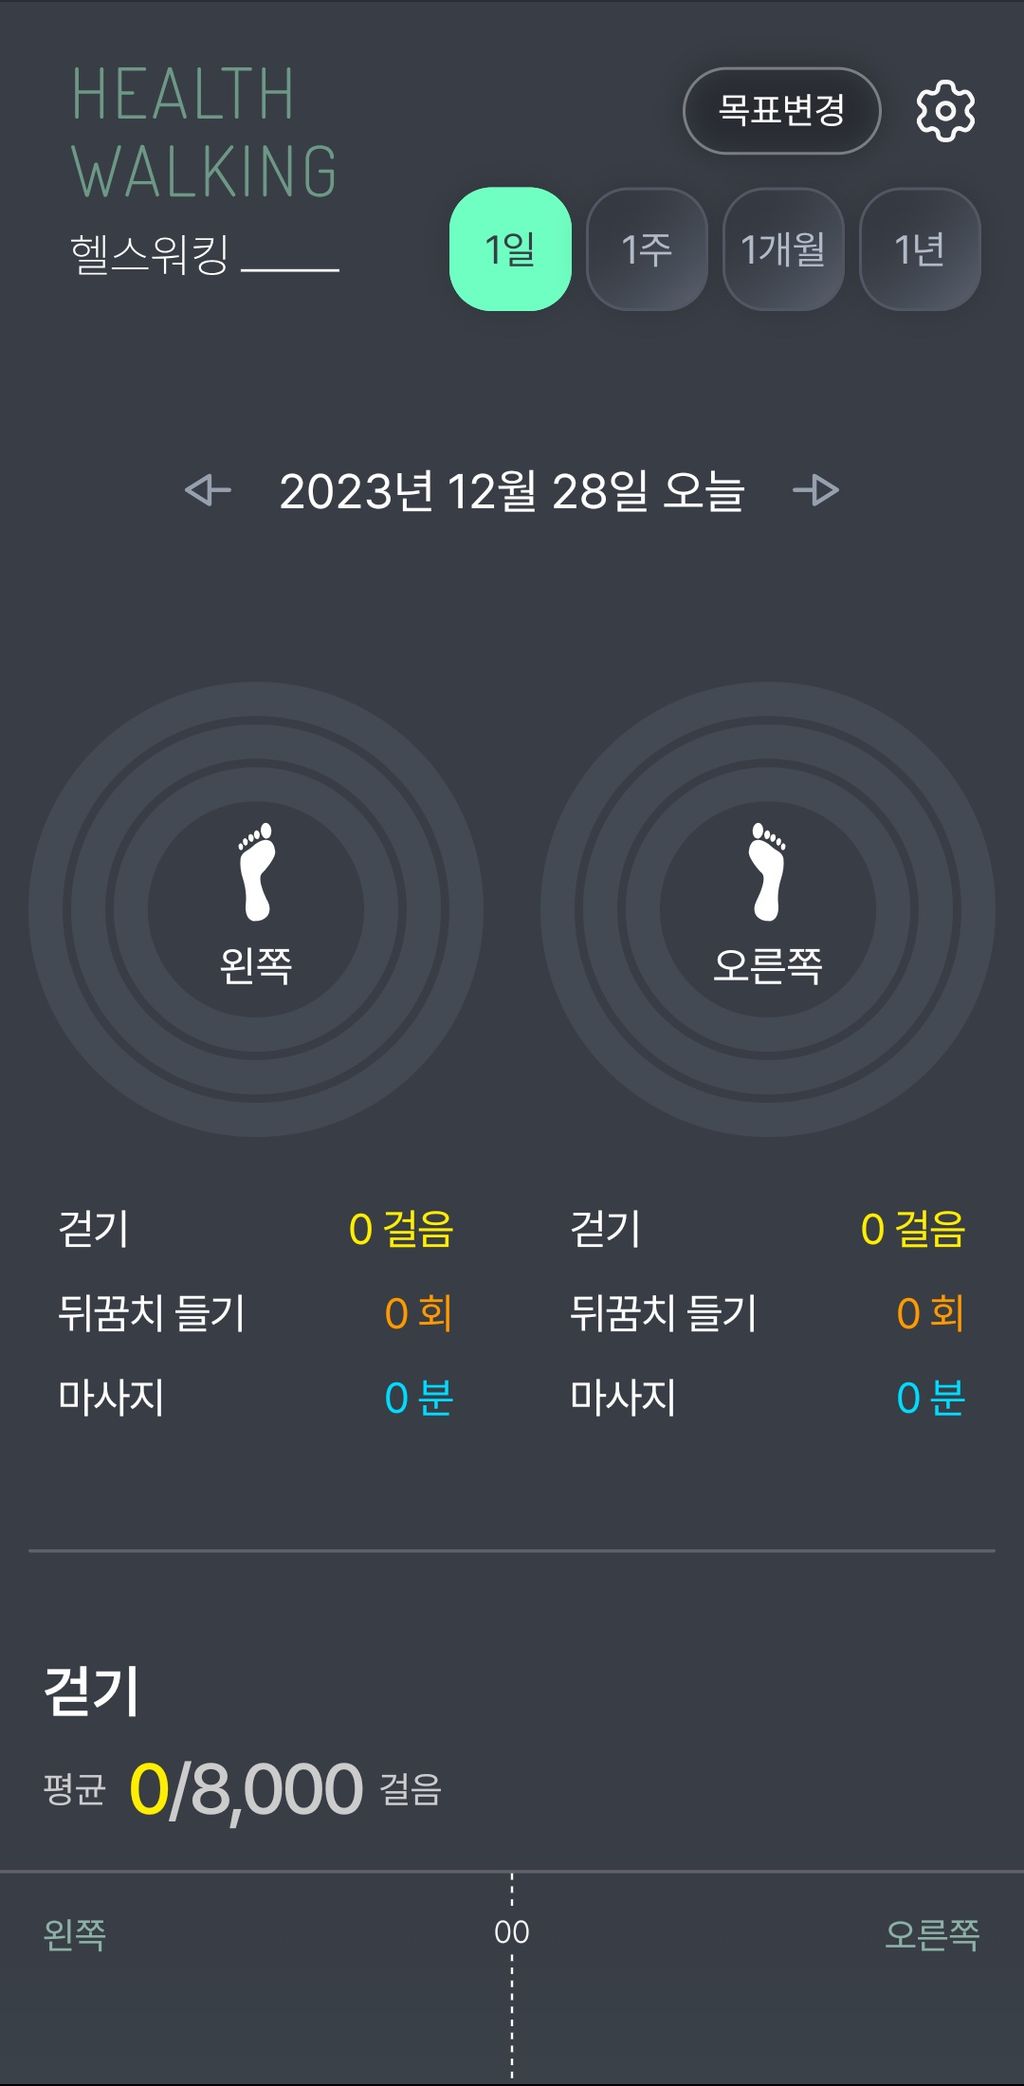 HEALTH
WALKING
헬스워킹
목표변경
1일 1주 1개월 1년
2023년 12월 28일 오늘
왼쪽 오른쪽
걷기 0 걸음 걷기 0 걸음
뒤꿈치 들기 0 회 뒤꿈치 들기 0 회
마사지 0 분 마사지 0 분
걷기
평균 0/8,000 걸음
왼쪽 00 오른쪽